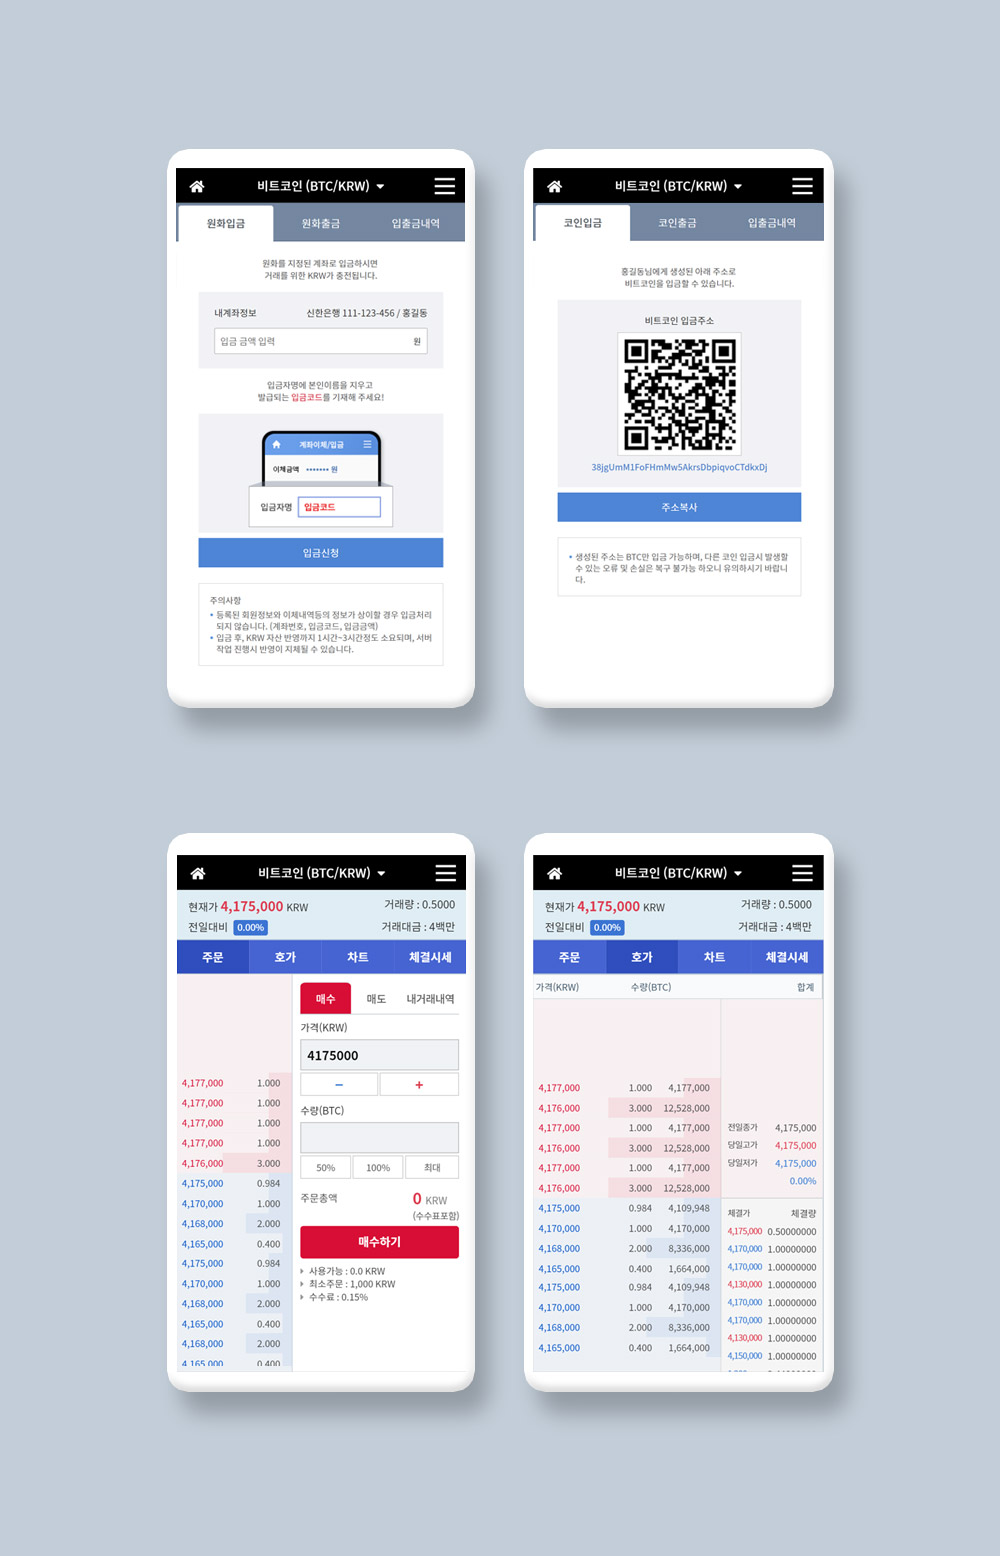 비트코인 (BTC/KRW)
원화입금 원화출금 입출금내역
원화를 지정된 계좌로 입금하시면
거래를 위한 KRW가 충전됩니다.
내계좌정보 신한은행 111-123-456 / 홍길동
입금 금액 입력 원
입금자명에 본인이름을 지우고
발급되는 입금코드를 기재해 주세요!
계좌이체/입금
이체금액 ••••••• 원
입금자명 입금코드
입금신청
주의사항
• 등록된 회원정보와 이체내역등의 정보가 상이할 경우 입금처리
되지 않습니다. (계좌번호, 입금코드, 입금금액)
• 입금 후, KRW 자산 반영까지 1시간~3시간정도 소요되며, 서버
작업 진행시 반영이 지체될 수 있습니다.
비트코인 (BTC/KRW)
코인입금 코인출금 입출금내역
홍길동님에게 생성된 아래 주소로
비트코인을 입금할 수 있습니다.
비트코인 입금주소
38jgUmM1FoFHmMw5AkrsDbpiqvoCTdkxDj
주소복사
• 생성된 주소는 BTC만 입금 가능하며, 다른 코인 입금시 발생할
수 있는 오류 및 손실은 복구 불가능 하오니 유의하시기 바랍니
다.
비트코인 (BTC/KRW)
현재가 4,175,000 KRW 거래량 : 0.5000
전일대비 0.00% 거래대금 : 4백만
주문 호가 차트 체결시세
4,177,000 1.000
4,177,000 1.000
4,177,000 1.000
4,177,000 1.000
4,176,000 3.000
4,175,000 0.984
4,170,000 1.000
4,168,000 2.000
4,165,000 0.400
4,175,000 0.984
4,170,000 1.000
4,168,000 2.000
4,165,000 0.400
4,168,000 2.000
4,165,000 0.400
매수 매도 내거래내역
가격(KRW)
4175000
− +
수량(BTC)
50% 100% 최대
주문총액 0 KRW
(수수표포함)
매수하기
사용가능 : 0.0 KRW
최소주문 : 1,000 KRW
수수료 : 0.15%
비트코인 (BTC/KRW)
현재가 4,175,000 KRW 거래량 : 0.5000
전일대비 0.00% 거래대금 : 4백만
주문 호가 차트 체결시세
가격(KRW) 수량(BTC) 합계
4,177,000 1.000 4,177,000
4,176,000 3.000 12,528,000
4,177,000 1.000 4,177,000
4,176,000 3.000 12,528,000
4,177,000 1.000 4,177,000
4,176,000 3.000 12,528,000
4,175,000 0.984 4,109,948
4,170,000 1.000 4,170,000
4,168,000 2.000 8,336,000
4,165,000 0.400 1,664,000
4,175,000 0.984 4,109,948
4,170,000 1.000 4,170,000
4,168,000 2.000 8,336,000
4,165,000 0.400 1,664,000
전일종가 4,175,000
당일고가 4,175,000
당일저가 4,175,000
0.00%
체결가 체결량
4,175,000 0.50000000
4,170,000 1.00000000
4,170,000 1.00000000
4,130,000 1.00000000
4,170,000 1.00000000
4,170,000 1.00000000
4,130,000 1.00000000
4,150,000 1.00000000